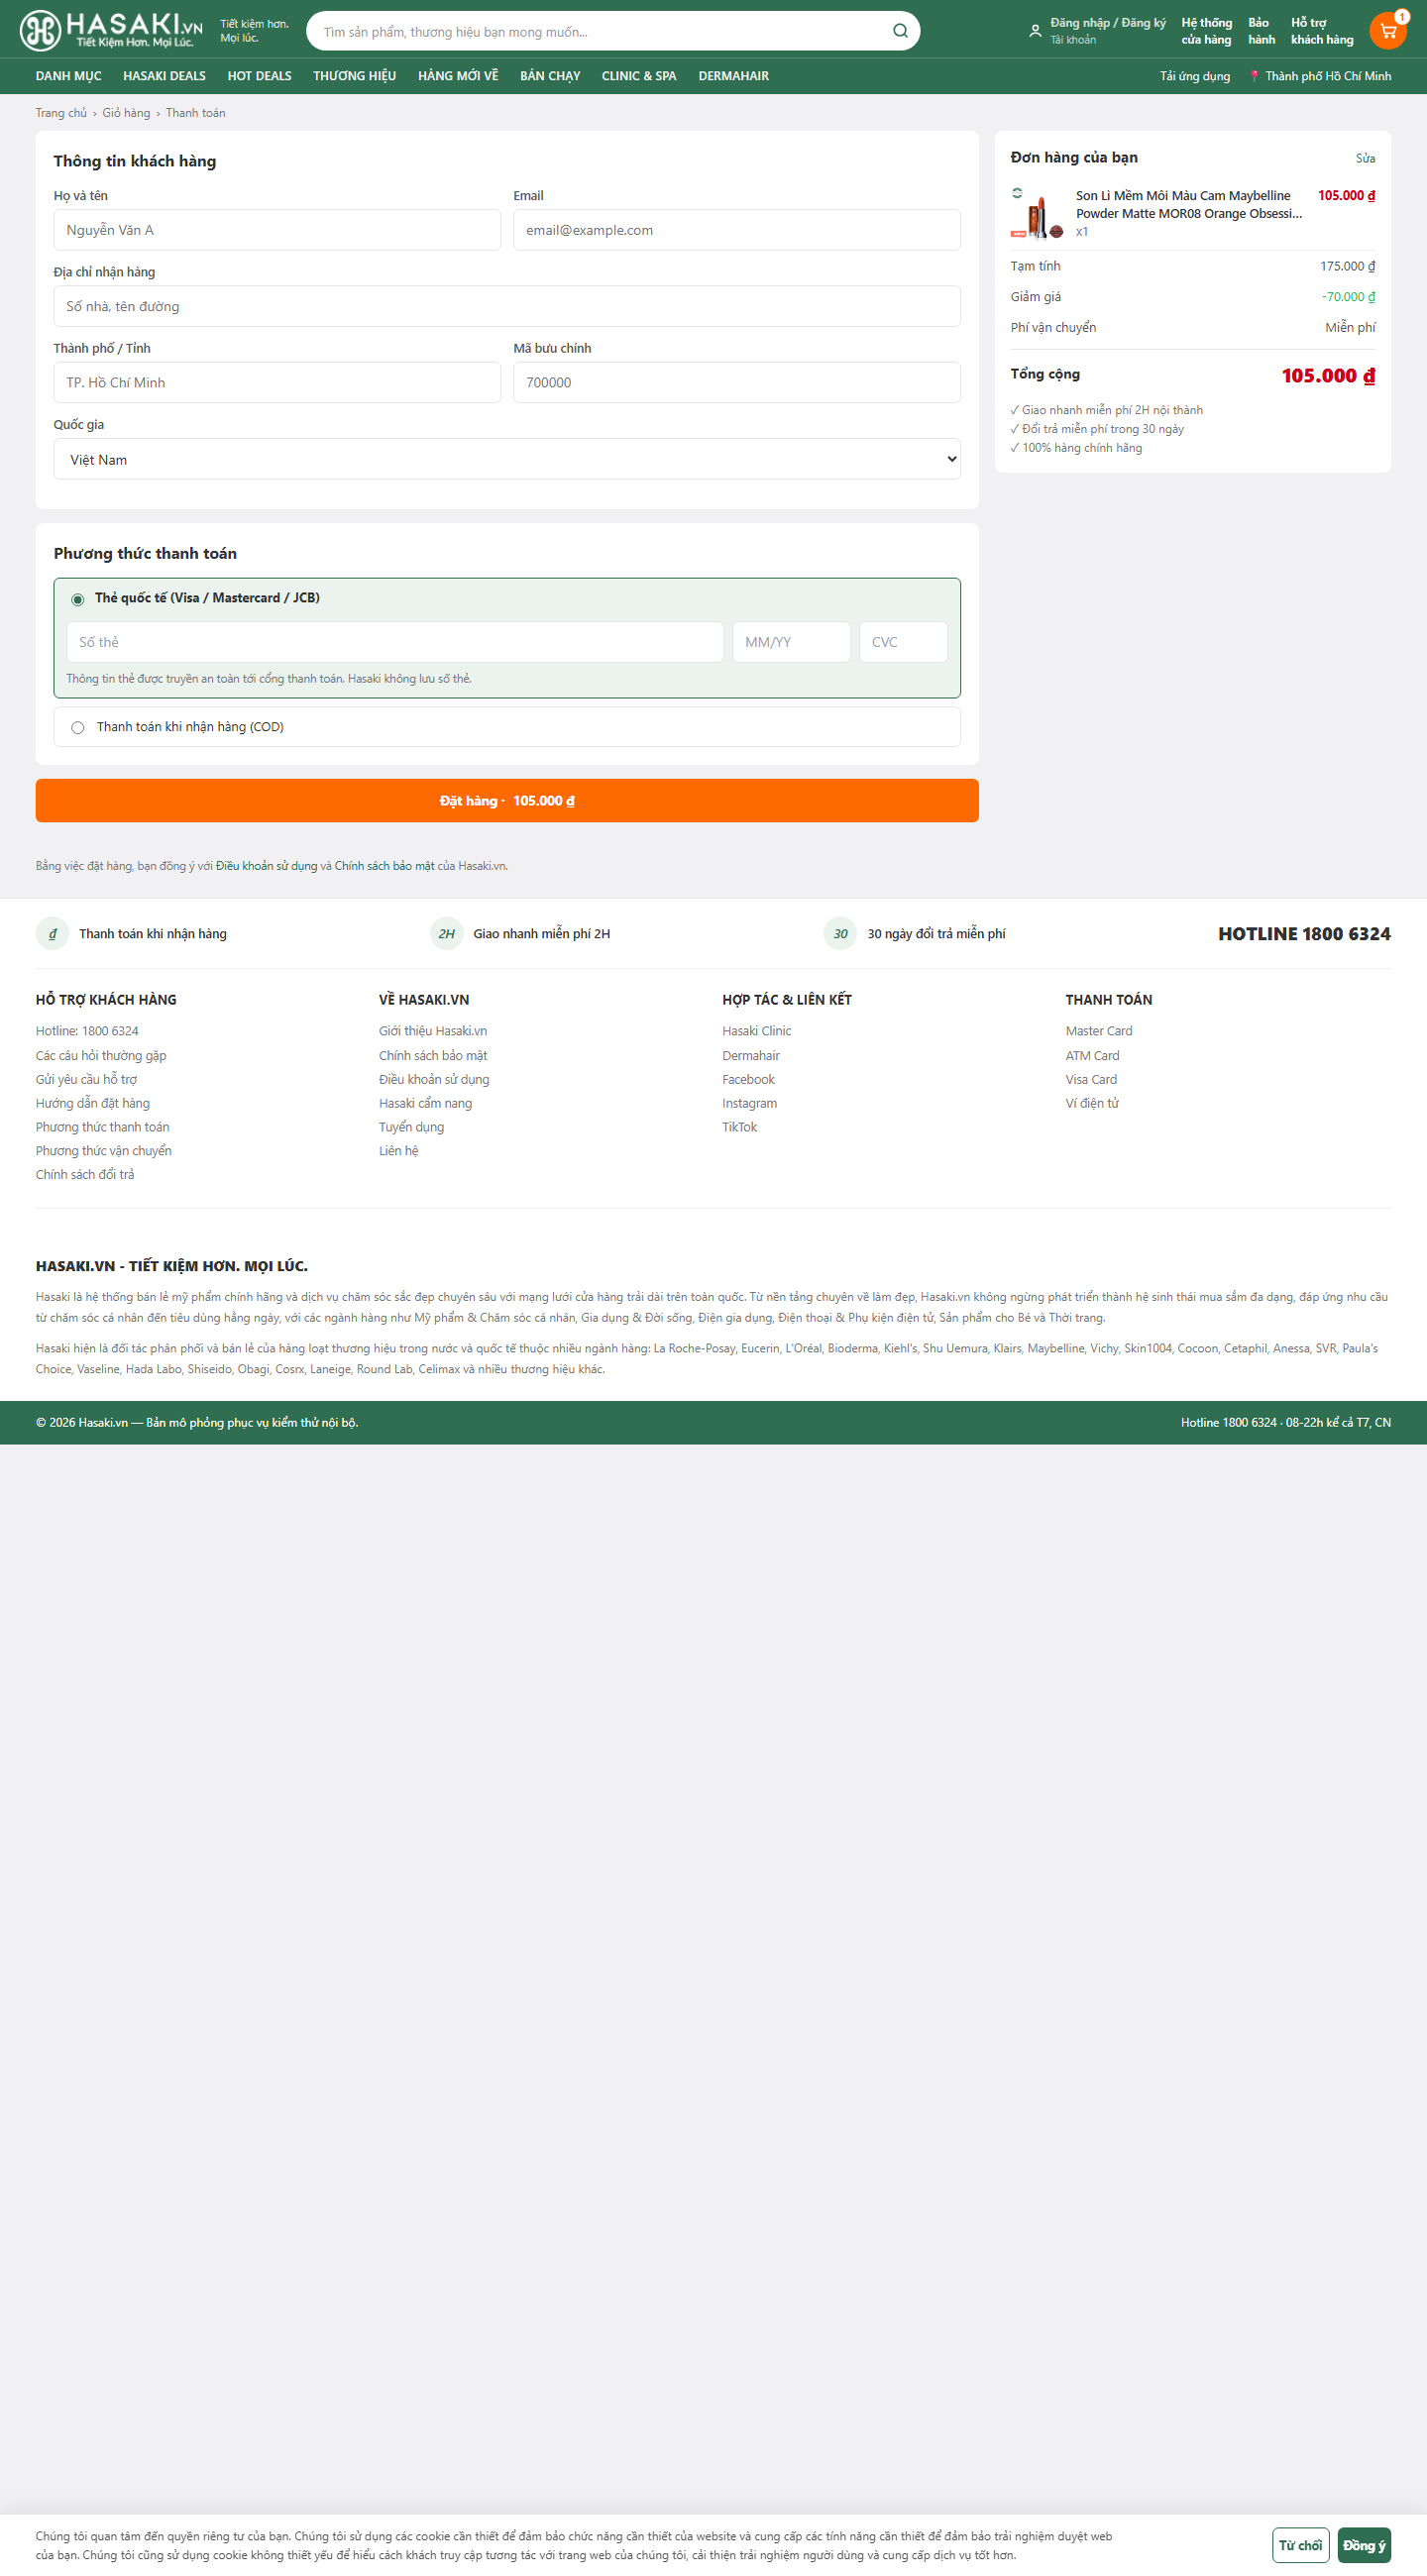 HASAKI.VN
Tiết Kiệm Hơn. Mọi Lúc.
Tiết kiệm hơn.
Mọi lúc.
Tìm sản phẩm, thương hiệu bạn mong muốn...
Đăng nhập / Đăng ký
Tài khoản
Hệ thống
cửa hàng
Bảo
hành
Hỗ trợ
khách hàng
1
DANH MỤC
HASAKI DEALS
HOT DEALS
THƯƠNG HIỆU
HÀNG MỚI VỀ
BÁN CHẠY
CLINIC & SPA
DERMAHAIR
Tải ứng dụng
Thành phố Hồ Chí Minh
Trang chủ › Giỏ hàng › Thanh toán
Thông tin khách hàng
Họ và tên
Email
Nguyễn Văn A
email@example.com
Địa chỉ nhận hàng
Số nhà, tên đường
Thành phố / Tỉnh
Mã bưu chính
TP. Hồ Chí Minh
700000
Quốc gia
Việt Nam
Phương thức thanh toán
Thẻ quốc tế (Visa / Mastercard / JCB)
Số thẻ
MM/YY
CVC
Thông tin thẻ được truyền an toàn tới cổng thanh toán. Hasaki không lưu số thẻ.
Thanh toán khi nhận hàng (COD)
Đặt hàng · 105.000 ₫
Bằng việc đặt hàng, bạn đồng ý với Điều khoản sử dụng và Chính sách bảo mật của Hasaki.vn.
Đơn hàng của bạn
Sửa
Son Lì Mềm Môi Màu Cam Maybelline
Powder Matte MOR08 Orange Obsessi...
x1
105.000 ₫
Tạm tính
175.000 ₫
Giảm giá
-70.000 ₫
Phí vận chuyển
Miễn phí
Tổng cộng
105.000 ₫
✓ Giao nhanh miễn phí 2H nội thành
✓ Đổi trả miễn phí trong 30 ngày
✓ 100% hàng chính hãng
₫
Thanh toán khi nhận hàng
2H
Giao nhanh miễn phí 2H
30
30 ngày đổi trả miễn phí
HOTLINE 1800 6324
HỖ TRỢ KHÁCH HÀNG
Hotline: 1800 6324
Các câu hỏi thường gặp
Gửi yêu cầu hỗ trợ
Hướng dẫn đặt hàng
Phương thức thanh toán
Phương thức vận chuyển
Chính sách đổi trả
VỀ HASAKI.VN
Giới thiệu Hasaki.vn
Chính sách bảo mật
Điều khoản sử dụng
Hasaki cẩm nang
Tuyển dụng
Liên hệ
HỢP TÁC & LIÊN KẾT
Hasaki Clinic
Dermahair
Facebook
Instagram
TikTok
THANH TOÁN
Master Card
ATM Card
Visa Card
Ví điện tử
HASAKI.VN - TIẾT KIỆM HƠN. MỌI LÚC.
Hasaki là hệ thống bán lẻ mỹ phẩm chính hãng và dịch vụ chăm sóc sắc đẹp chuyên sâu với mạng lưới cửa hàng trải dài trên toàn quốc. Từ nền tảng chuyên về làm đẹp, Hasaki.vn không ngừng phát triển thành hệ sinh thái mua sắm đa dạng, đáp ứng nhu cầu
từ chăm sóc cá nhân đến tiêu dùng hằng ngày, với các ngành hàng như Mỹ phẩm & Chăm sóc cá nhân, Gia dụng & Đời sống, Điện gia dụng, Điện thoại & Phụ kiện điện tử, Sản phẩm cho Bé và Thời trang.
Hasaki hiện là đối tác phân phối và bán lẻ của hàng loạt thương hiệu trong nước và quốc tế thuộc nhiều ngành hàng: La Roche-Posay, Eucerin, L'Oréal, Bioderma, Kiehl's, Shu Uemura, Klairs, Maybelline, Vichy, Skin1004, Cocoon, Cetaphil, Anessa, SVR, Paula's
Choice, Vaseline, Hada Labo, Shiseido, Obagi, Cosrx, Laneige, Round Lab, Celimax và nhiều thương hiệu khác.
© 2026 Hasaki.vn — Bản mô phỏng phục vụ kiểm thử nội bộ.
Hotline 1800 6324 · 08-22h kể cả T7, CN
Chúng tôi quan tâm đến quyền riêng tư của bạn. Chúng tôi sử dụng các cookie cần thiết để đảm bảo chức năng cần thiết của website và cung cấp các tính năng cần thiết để đảm bảo trải nghiệm duyệt web
của bạn. Chúng tôi cũng sử dụng cookie không thiết yếu để hiểu cách khách truy cập tương tác với trang web của chúng tôi, cải thiện trải nghiệm người dùng và cung cấp dịch vụ tốt hơn.
Từ chối
Đồng ý